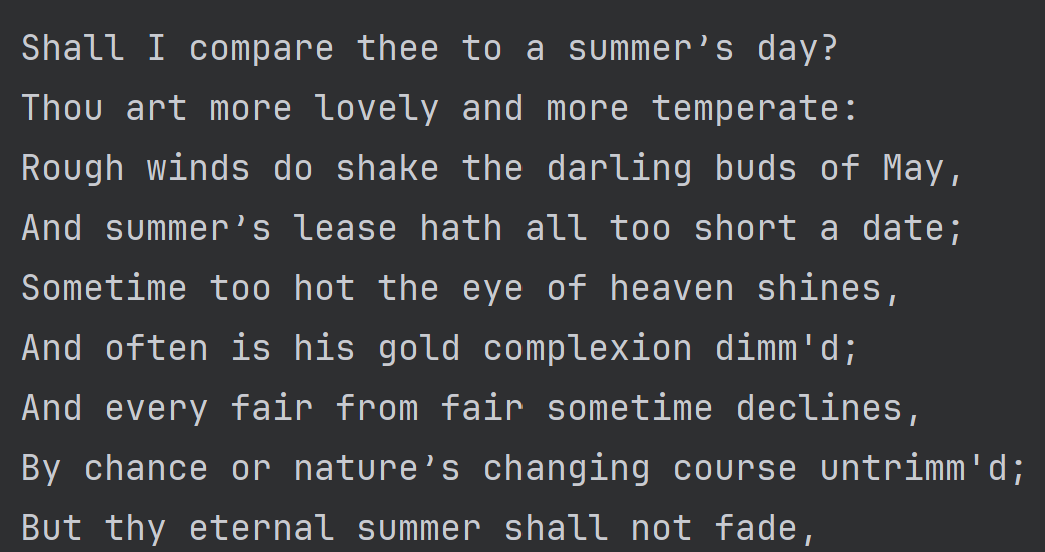 Shall I compare thee to a summer’s day?
Thou art more lovely and more temperate:
Rough winds do shake the darling buds of May,
And summer’s lease hath all too short a date;
Sometime too hot the eye of heaven shines,
And often is his gold complexion dimm'd;
And every fair from fair sometime declines,
By chance or nature’s changing course untrimm'd;
But thy eternal summer shall not fade,